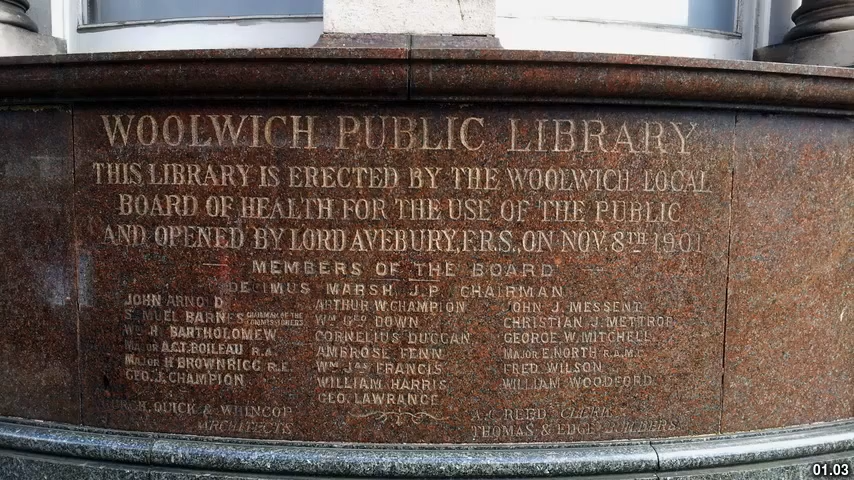 WOOLWICH PUBLIC LIBRARY
THIS LIBRARY IS ERECTED BY THE WOOLWICH LOCAL
BOARD OF HEALTH FOR THE USE OF THE PUBLIC
AND OPENED BY LORD AVEBURY, F.R.S., ON NOV. 8TH 1901
MEMBERS OF THE BOARD
DECIMUS MARSH J.P. CHAIRMAN
JOHN ARNOLD
SAMUEL BARNES CHAIRMAN OF THE
WM H. BARTHOLOMEW
MAJOR A.C.T. BOILEAU R.A.
MAJOR H BROWNRIGG R.E.
GEO. J. CHAMPION
ARTHUR W. CHAMPION
WM GEO DOWN
CORNELIUS DUGGAN
AMBROSE FENN
WM JAS FRANCIS
WILLIAM HARRIS
GEO. LAWRANCE
JOHN J. MESSENT
CHRISTIAN J. METTROP
GEORGE W. MITCHELL
MAJOR E. NORTH R.A.M.C.
FRED WILSON
WILLIAM WOODFORD
CHURCH, QUICK & WHINCOP
ARCHITECTS
REED CLERK
THOMAS & EDGE BUILDERS
01.03